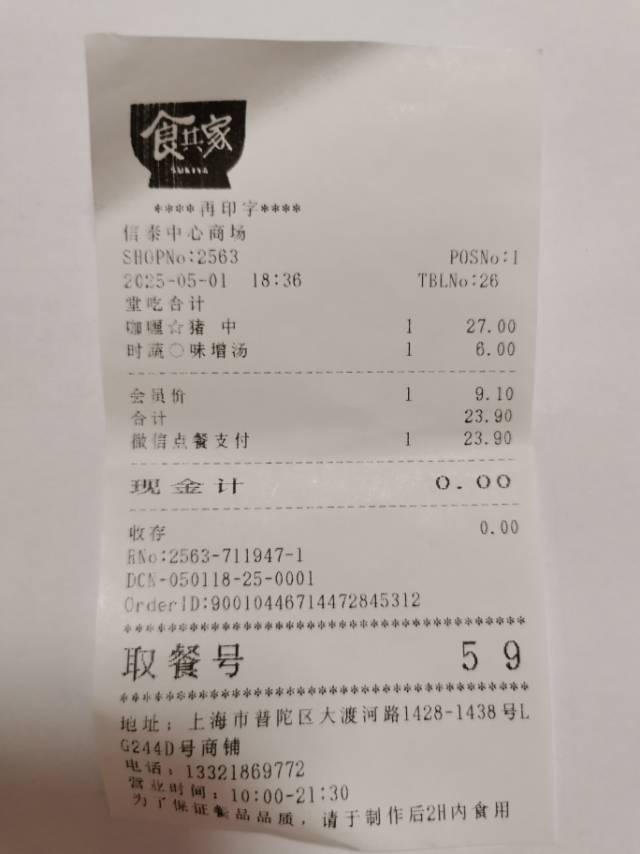 食其家
SUKIYA
****再印字****
信泰中心商场
SHOPNo:2563 POSNo:1
2025-05-01 18:36 TBLNo:26
堂吃合计
咖喱☆猪 中 1 27.00
时蔬○味增汤 1 6.00
会员价 1 9.10
合计 23.90
微信点餐支付 1 23.90
现金计 0.00
收存 0.00
RNo:2563-711947-1
DCN-050118-25-0001
OrderID:90010446714472845312
取餐号 59
地址：上海市普陀区大渡河路1428-1438号L
G244D号商铺
电话：13321869772
营业时间：10:00-21:30
为了保证餐品品质，请于制作后2H内食用